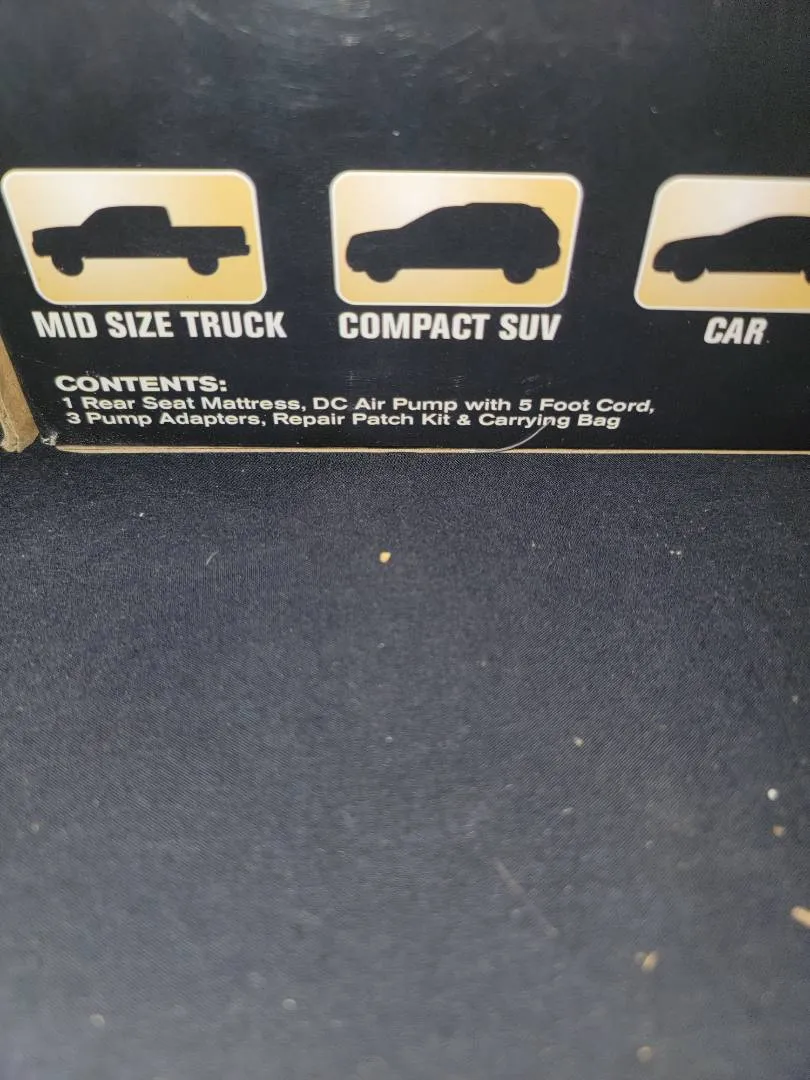 MID SIZE TRUCK COMPACT SUV CAR
CONTENTS:
1 Rear Seat Mattress, DC Air Pump with 5 Foot Cord,
3 Pump Adapters, Repair Patch Kit & Carrying Bag